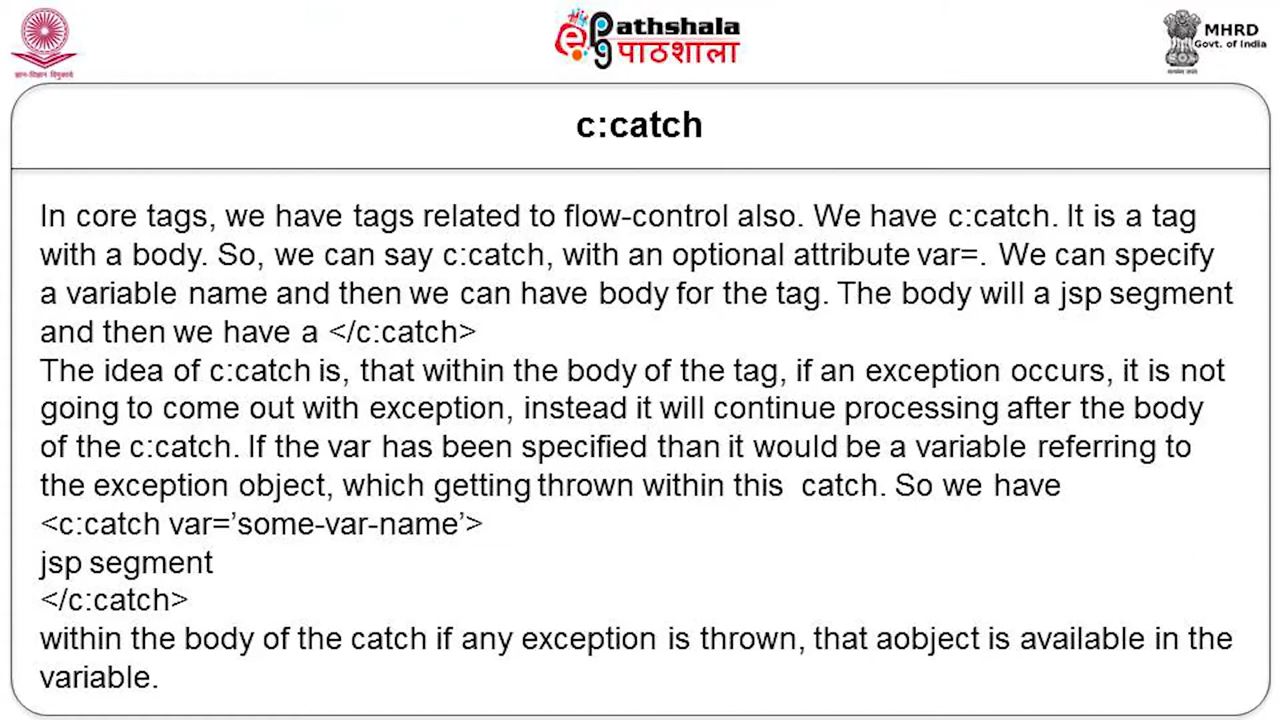 ज्ञान-विज्ञान विमुक्तये
ePG Pathshala
पाठशाला
MHRD
Govt. of India
c:catch
In core tags, we have tags related to flow-control also. We have c:catch. It is a tag
with a body. So, we can say c:catch, with an optional attribute var=. We can specify
a variable name and then we can have body for the tag. The body will a jsp segment
and then we have a </c:catch>
The idea of c:catch is, that within the body of the tag, if an exception occurs, it is not
going to come out with exception, instead it will continue processing after the body
of the c:catch. If the var has been specified than it would be a variable referring to
the exception object, which getting thrown within this  catch. So we have
<c:catch var=’some-var-name’>
jsp segment
</c:catch>
within the body of the catch if any exception is thrown, that aobject is available in the
variable.